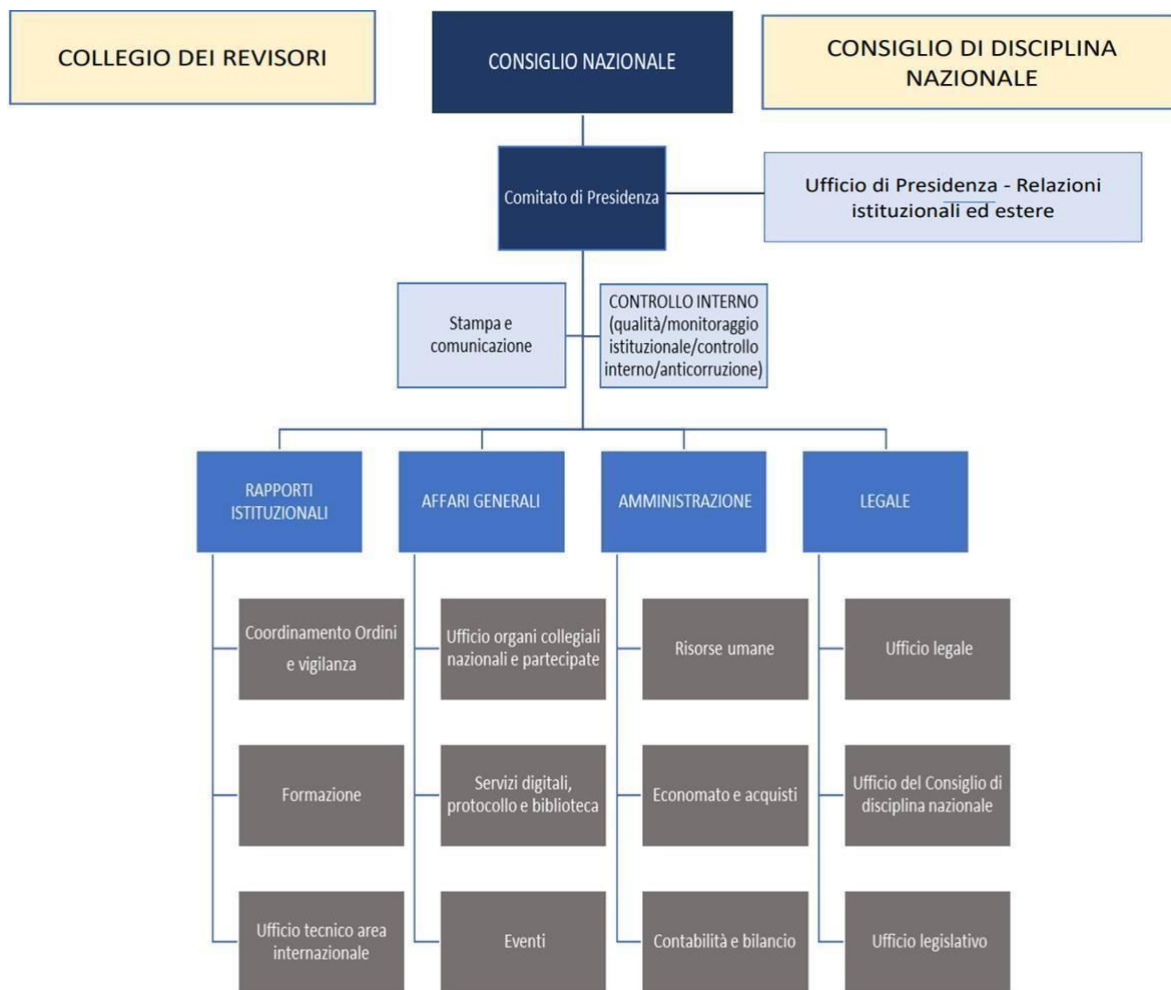 COLLEGIO DEI REVISORI
CONSIGLIO NAZIONALE
CONSIGLIO DI DISCIPLINA
NAZIONALE
Comitato di Presidenza
Ufficio di Presidenza - Relazioni
istituzionali ed estere
Stampa e
comunicazione
CONTROLLO INTERNO
(qualità/monitoraggio
istituzionale/controllo
interno/anticorruzione)
RAPPORTI
ISTITUZIONALI
AFFARI GENERALI
AMMINISTRAZIONE
LEGALE
Coordinamento Ordini
e vigilanza
Ufficio organi collegiali
nazionali e partecipate
Risorse umane
Ufficio legale
Formazione
Servizi digitali,
protocollo e biblioteca
Economato e acquisti
Ufficio del Consiglio di
disciplina nazionale
Ufficio tecnico area
internazionale
Eventi
Contabilità e bilancio
Ufficio legislativo